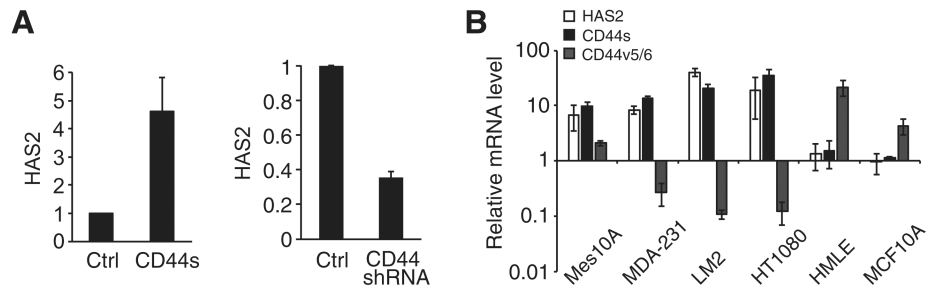 A
HAS2
6
5
4
3
2
1
0
Ctrl CD44s
HAS2
1
0.8
0.6
0.4
0.2
0
Ctrl CD44
shRNA
B
HAS2
CD44s
CD44v5/6
Relative mRNA level
100
10
1
0.1
0.01
Mes10A
MDA-231
LM2
HT1080
HMLE
MCF10A